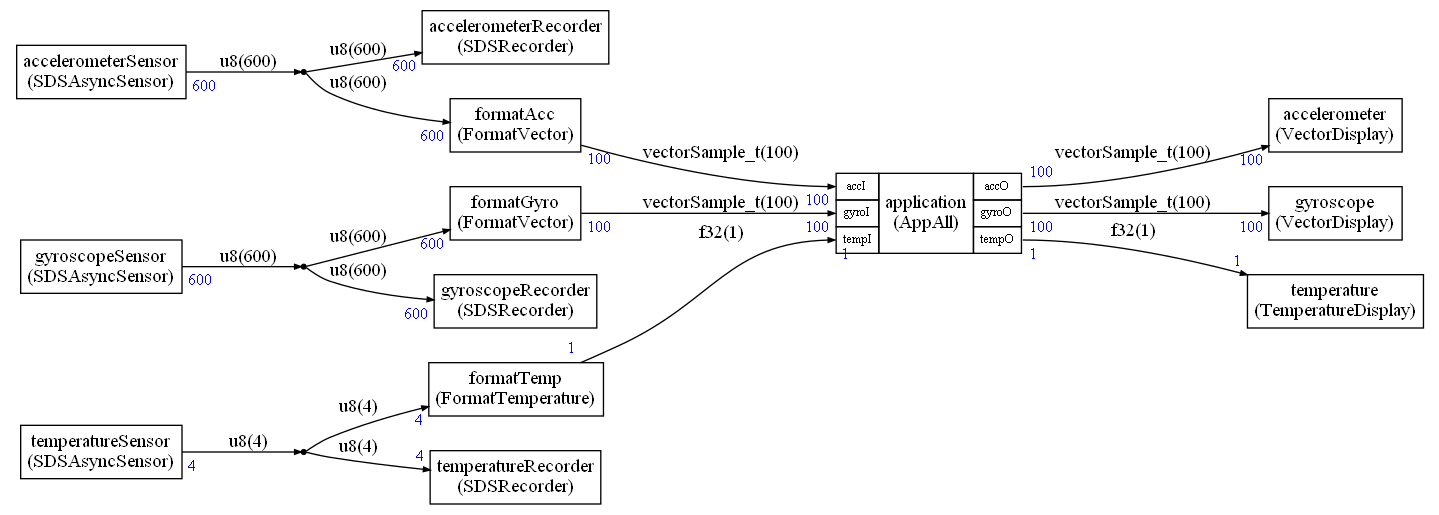 accelerometerSensor
(SDSAsyncSensor)
600
u8(600)
u8(600)
600
u8(600)
600
accelerometerRecorder
(SDSRecorder)
formatAcc
(FormatVector)
100
vectorSample_t(100)
100
gyroscopeSensor
(SDSAsyncSensor)
600
u8(600)
u8(600)
600
u8(600)
600
formatGyro
(FormatVector)
100
vectorSample_t(100)
100
gyroscopeRecorder
(SDSRecorder)
temperatureSensor
(SDSAsyncSensor)
4
u8(4)
u8(4)
4
u8(4)
4
formatTemp
(FormatTemperature)
1
f32(1)
1
temperatureRecorder
(SDSRecorder)
accI
gyroI
tempI
application
(AppAll)
accO
gyroO
tempO
100
vectorSample_t(100)
100
accelerometer
(VectorDisplay)
100
vectorSample_t(100)
100
gyroscope
(VectorDisplay)
1
f32(1)
1
temperature
(TemperatureDisplay)